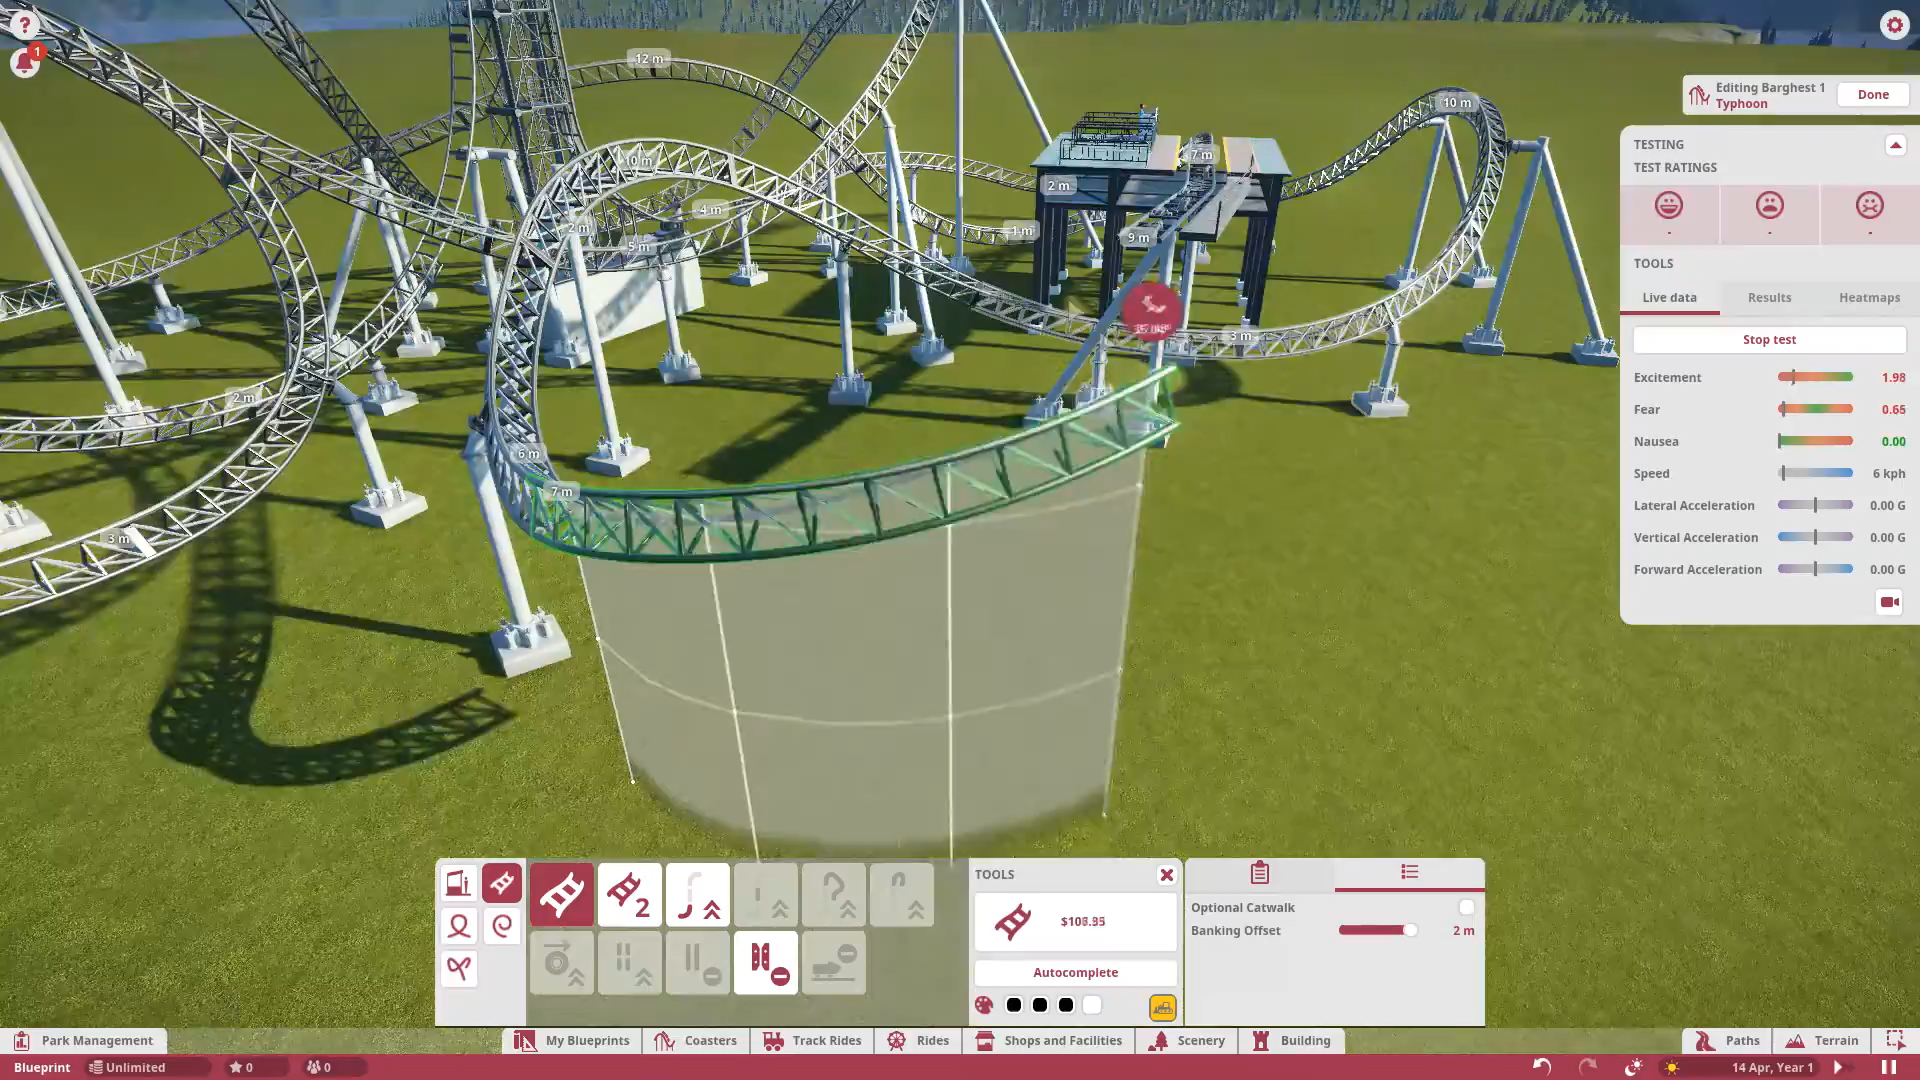 ?
1
12 m
10 m
10 m
7 m
2 m
4 m
2 m
5 m
1 m
9 m
3 m
2 m
6 m
7 m
3 m
Editing Barghest 1
Typhoon
Done
TESTING
TEST RATINGS
- - -
TOOLS
Live data Results Heatmaps
Stop test
Excitement 1.98
Fear 0.65
Nausea 0.00
Speed 6 kph
Lateral Acceleration 0.00 G
Vertical Acceleration 0.00 G
Forward Acceleration 0.00 G
2
TOOLS
Autocomplete
Optional Catwalk
Banking Offset 2 m
Park Management
My Blueprints Coasters Track Rides Rides Shops and Facilities Scenery Building
Paths Terrain
Blueprint Unlimited 0 0
14 Apr, Year 1